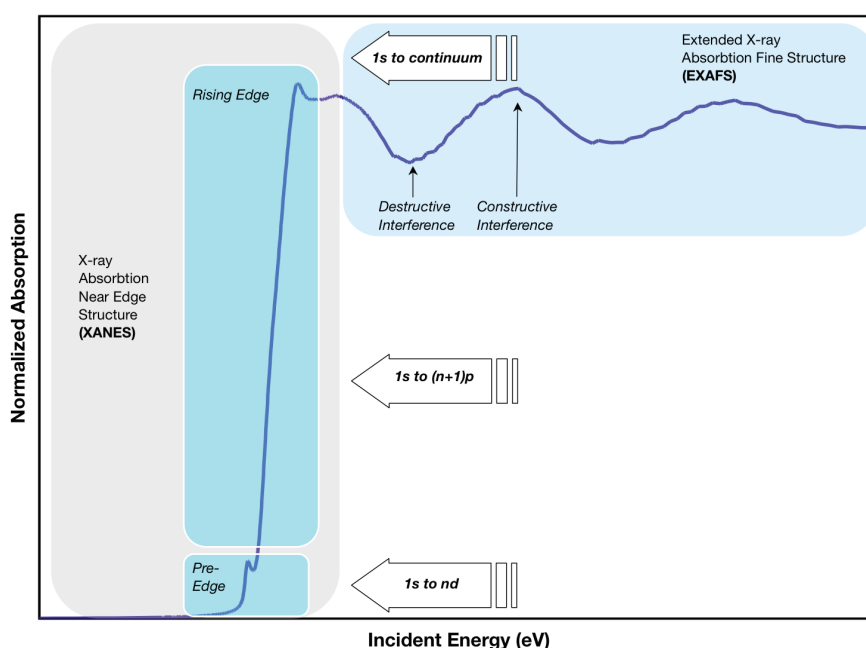 1s to continuum
Extended X-ray
Absorbtion Fine Structure
(EXAFS)
Rising Edge
Destructive
Interference
Constructive
Interference
X-ray
Absorbtion
Near Edge
Structure
(XANES)
1s to (n+1)p
Pre-
Edge
1s to nd
Normalized Absorption
Incident Energy (eV)